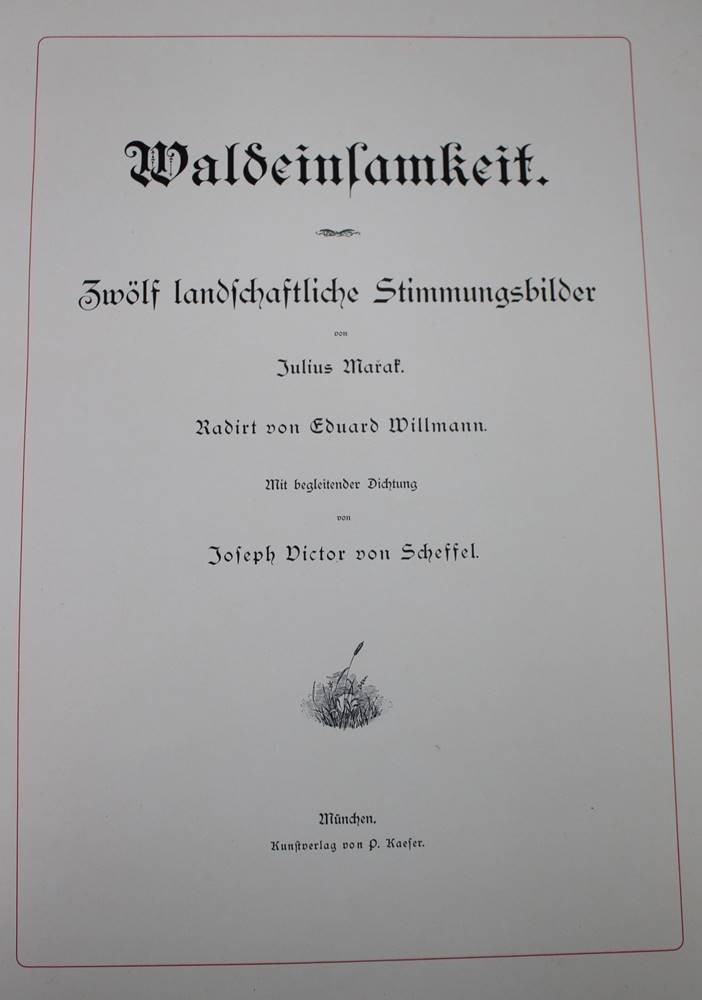 Waldeinſamkeit.
Zwölf landſchaftliche Stimmungsbilder
von
Julius Mařak.
Radirt von Eduard Willmann.
Mit begleitender Dichtung
von
Joſeph Victor von Scheffel.
München.
Kunſtverlag von P. Kaeſer.